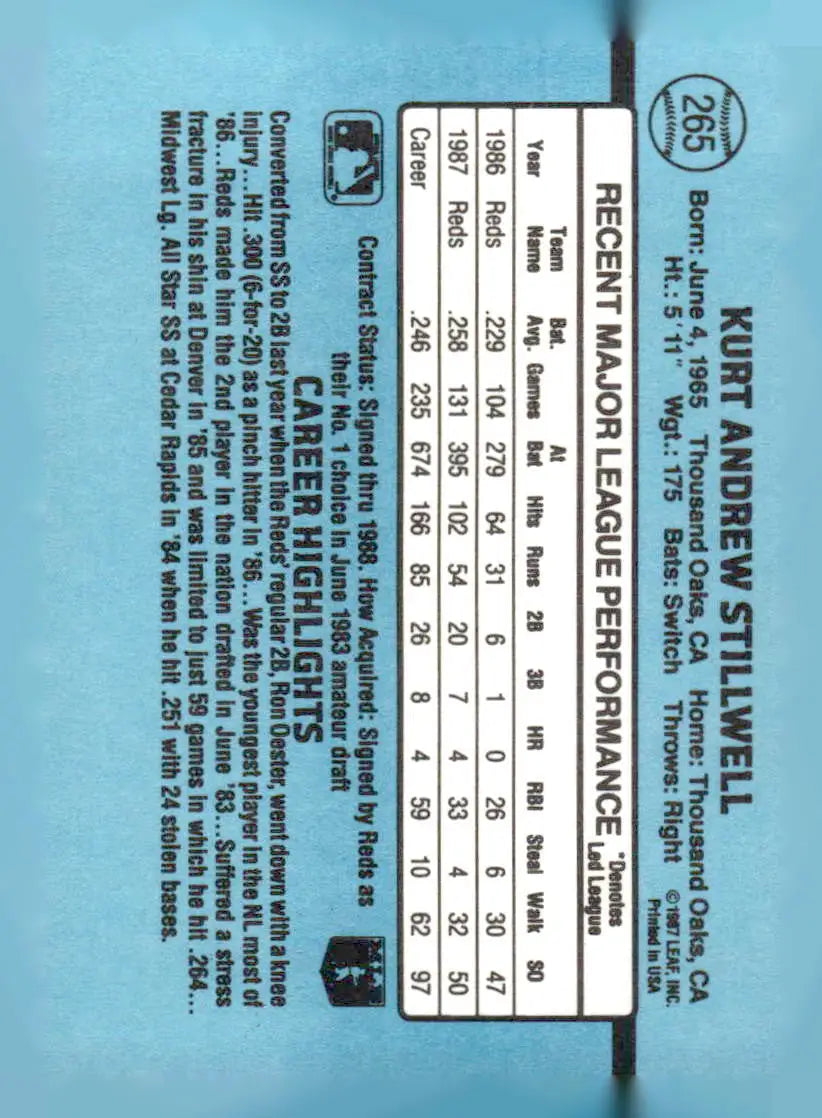 265
KURT ANDREW STILLWELL
Born: June 4, 1965 Thousand Oaks, CA Home: Thousand Oaks, CA
Ht.: 5'11" Wgt.: 175 Bats: Switch Throws: Right
©1987 LEAF, INC.
Printed in USA
RECENT MAJOR LEAGUE PERFORMANCE
*Denotes
Led League
Year Team Name Bat. Avg. Games At Bat Hits Runs 2B 3B HR RBI Steal Walk SO
1986 Reds .229 104 279 64 31 6 1 0 26 6 30 47
1987 Reds .258 131 395 102 54 20 7 4 33 4 32 50
Career .246 235 674 166 85 26 8 4 59 10 62 97
Contract Status: Signed thru 1988. How Acquired: Signed by Reds as
their No. 1 choice in June 1983 amateur draft
CAREER HIGHLIGHTS
Converted from SS to 2B last year when the Reds' regular 2B, Ron Oester, went down with a knee
injury...Hit .300 (6-for-20) as a pinch hitter in '86...Was the youngest player in the NL most of
'86...Reds made him the 2nd player in the nation drafted in June '83...Suffered a stress
fracture in his shin at Denver in '85 and was limited to just 59 games in which he hit .264...
Midwest Lg. All Star SS at Cedar Rapids in '84 when he hit .251 with 24 stolen bases.